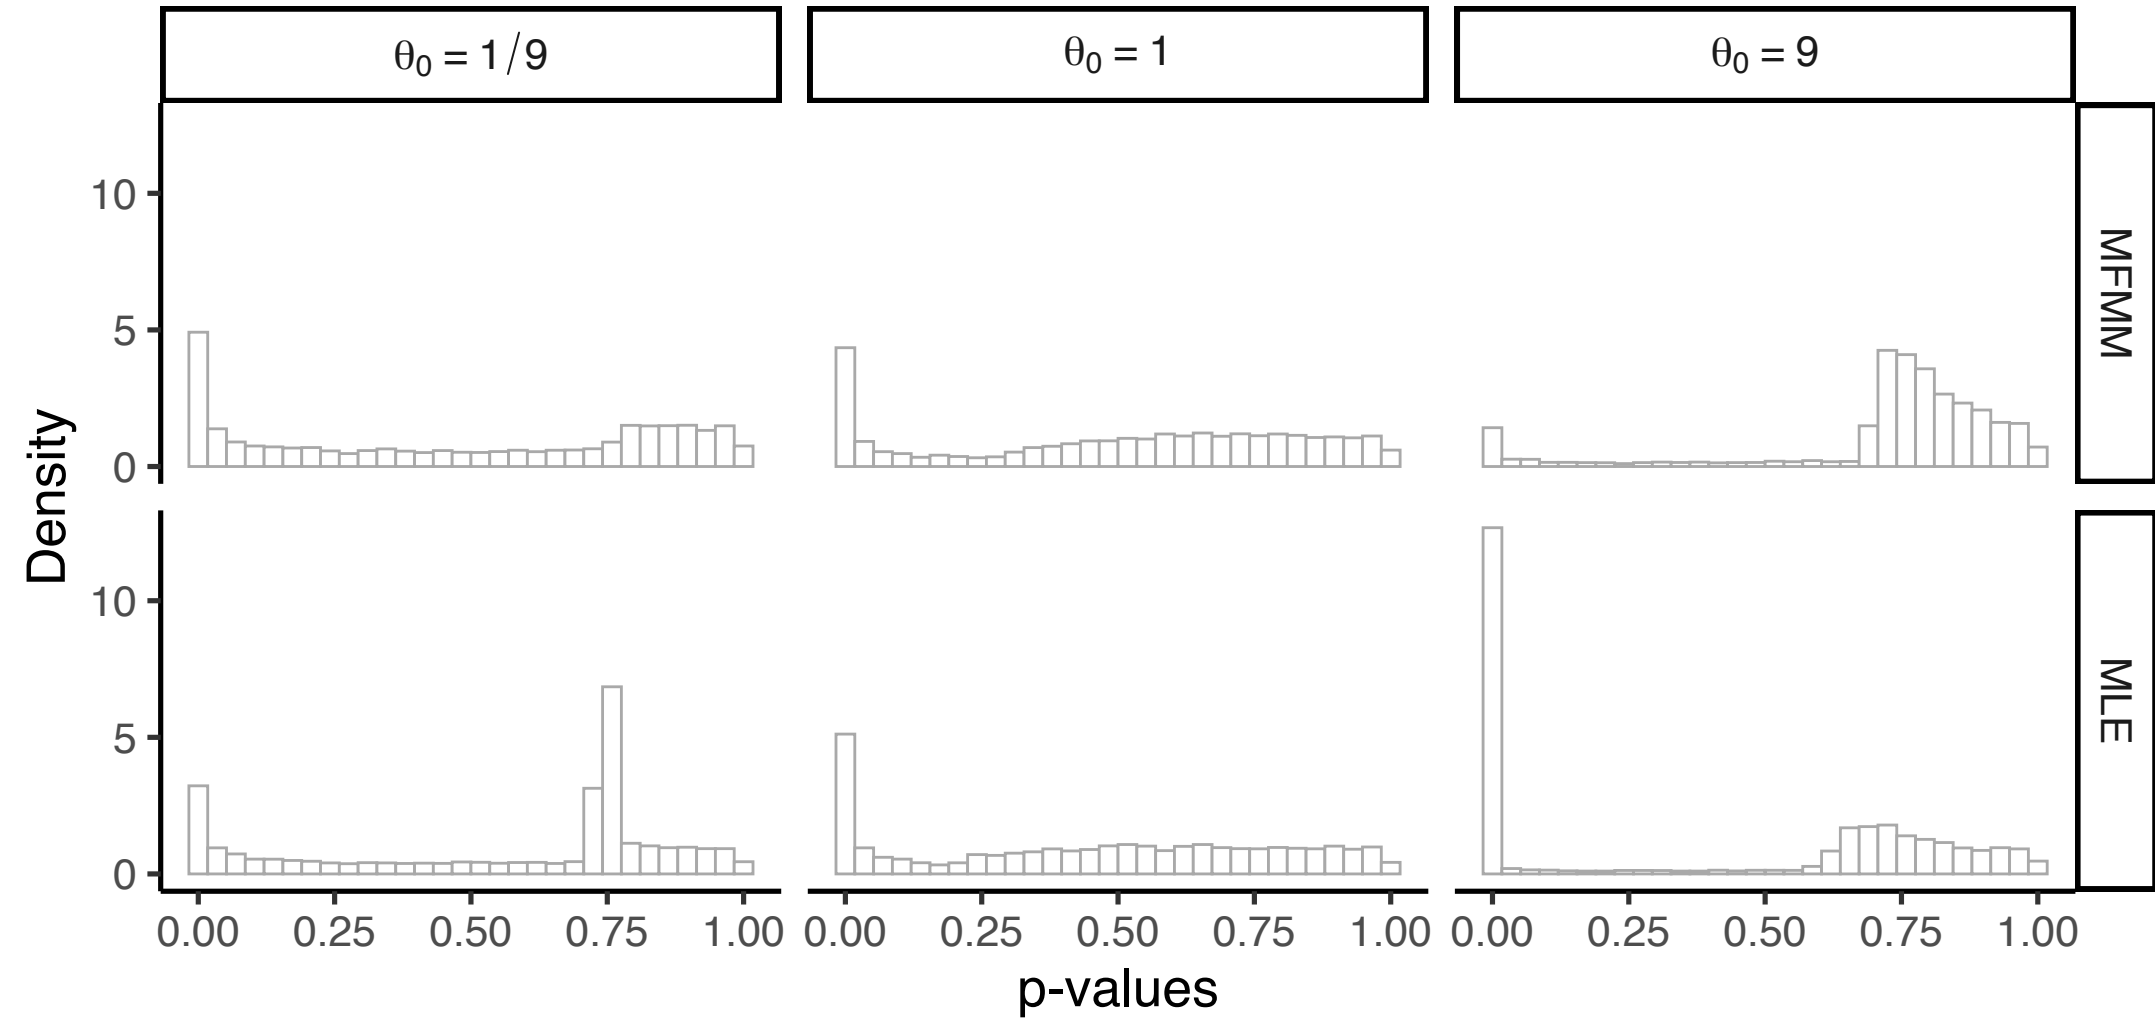 θ₀ = 1/9
θ₀ = 1
θ₀ = 9
10
5
0
MFMM
Density
10
5
0
MLE
0.00 0.25 0.50 0.75 1.00
0.00 0.25 0.50 0.75 1.00
0.00 0.25 0.50 0.75 1.00
p-values